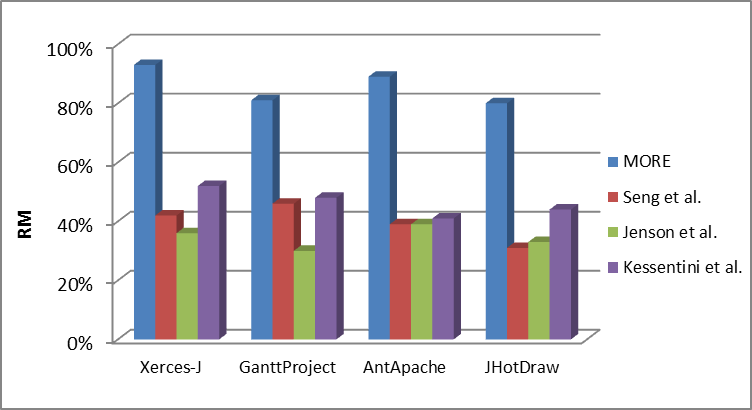 100%
80%
60%
40%
20%
0%
RM
Xerces-J
GanttProject
AntApache
JHotDraw
MORE
Seng et al.
Jenson et al.
Kessentini et al.